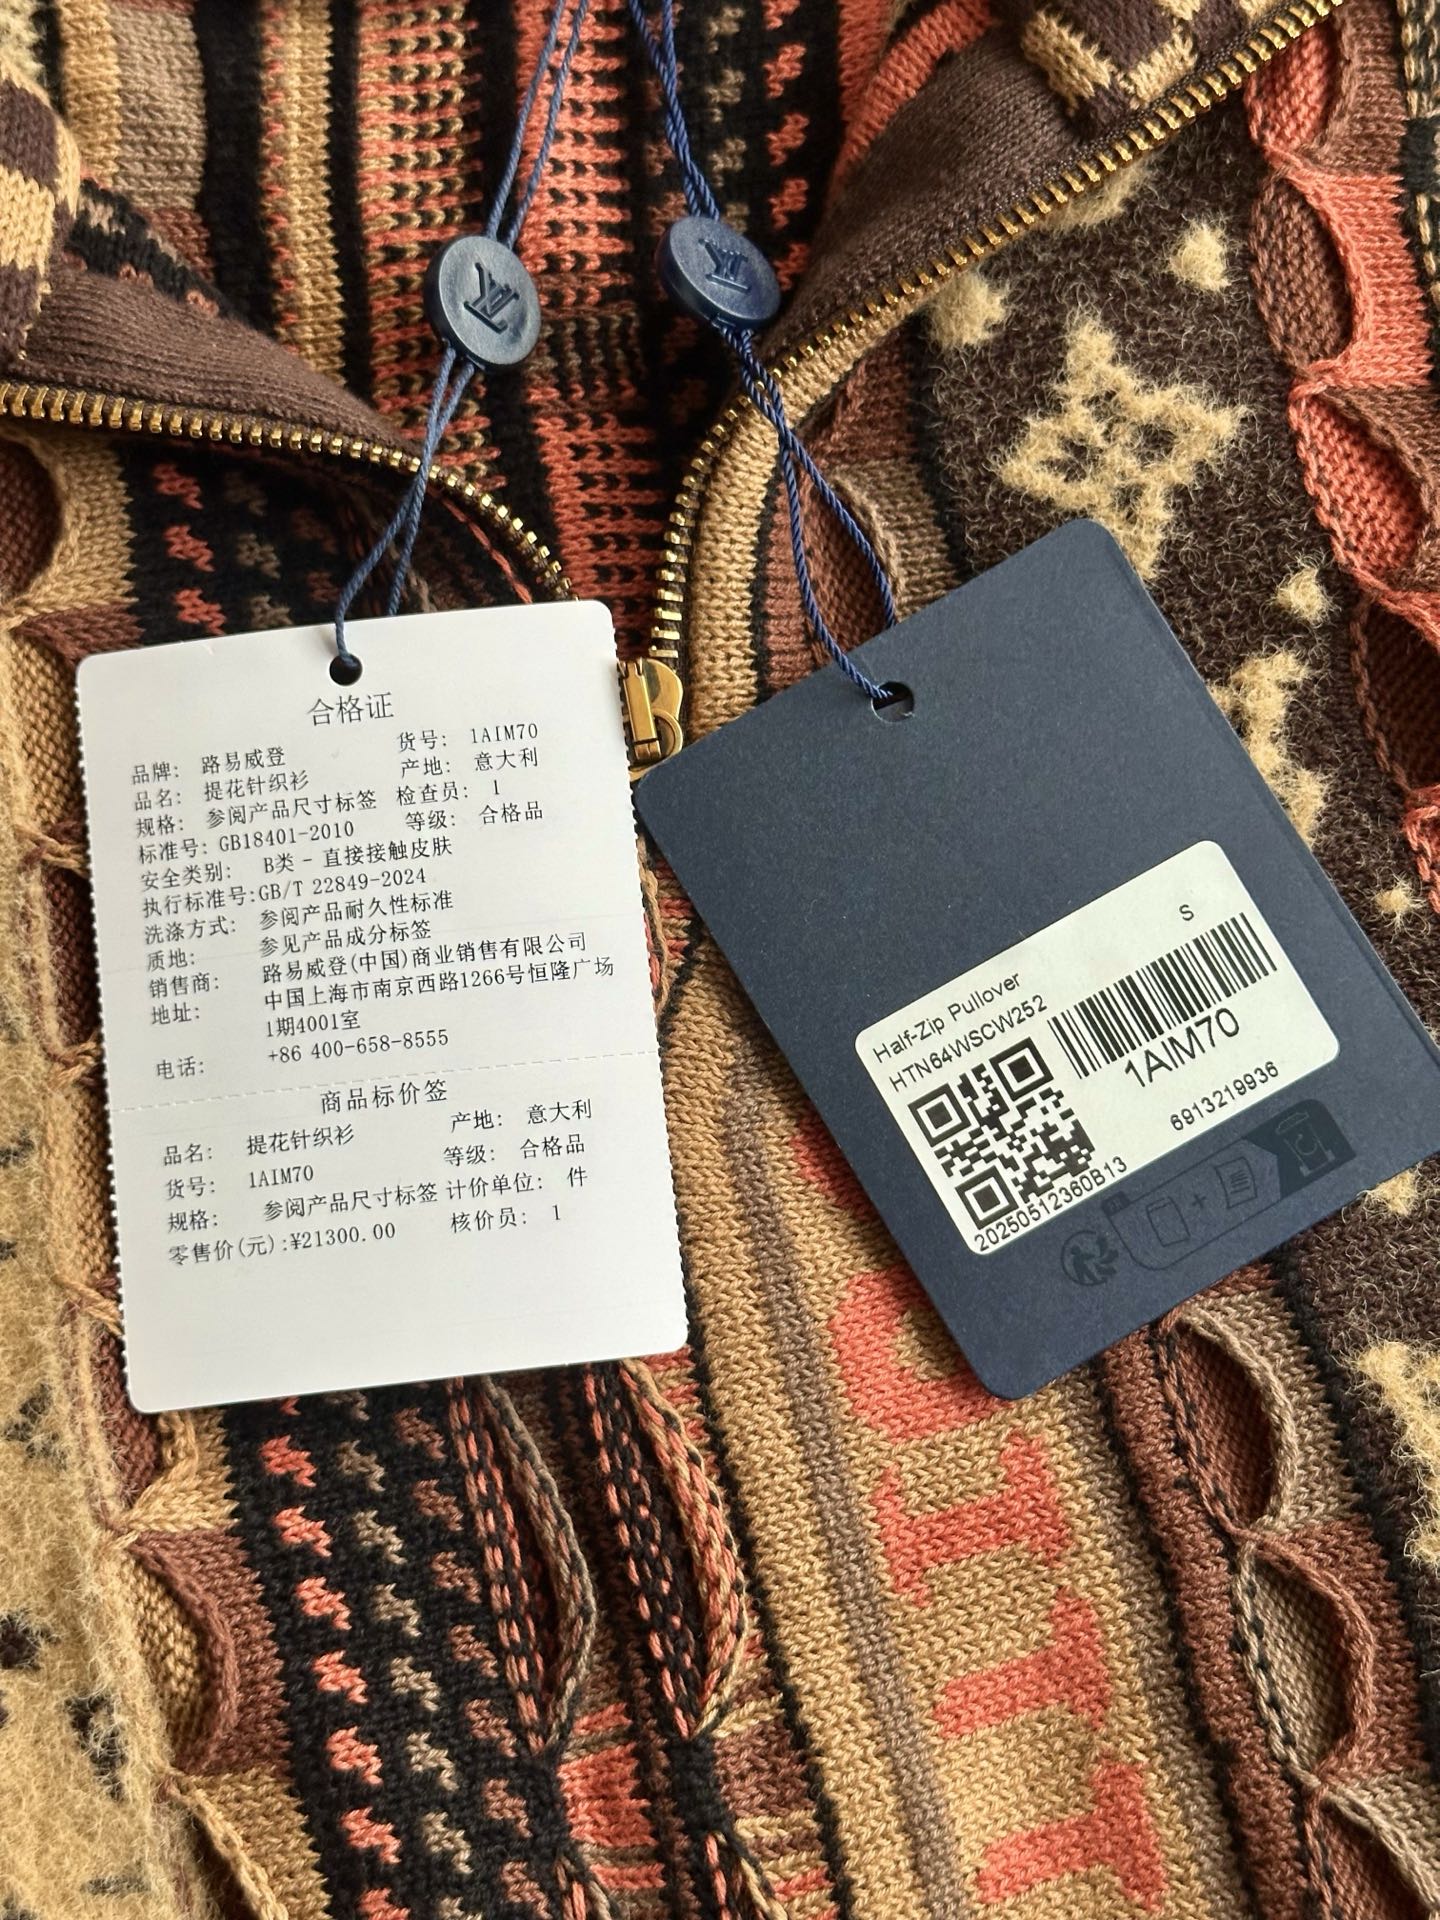 合格证
品牌: 路易威登 货号: 1AIM70
品名: 提花针织衫 产地: 意大利
规格: 参阅产品尺寸标签 检查员: 1
标准号: GB18401-2010 等级: 合格品
安全类别: B类 - 直接接触皮肤
执行标准号:GB/T 22849-2024
洗涤方式: 参阅产品耐久性标准
质地: 参见产品成分标签
销售商: 路易威登(中国)商业销售有限公司
地址: 中国上海市南京西路1266号恒隆广场
1期4001室
电话: +86 400-658-8555
商品标价签
品名: 提花针织衫 产地: 意大利
货号: 1AIM70 等级: 合格品
规格: 参阅产品尺寸标签 计价单位: 件
零售价(元):¥21300.00 核价员: 1
S
Half-Zip Pullover
HTN64WSCW252
1AIM70
6913219936
20250512360B13
LV
LV